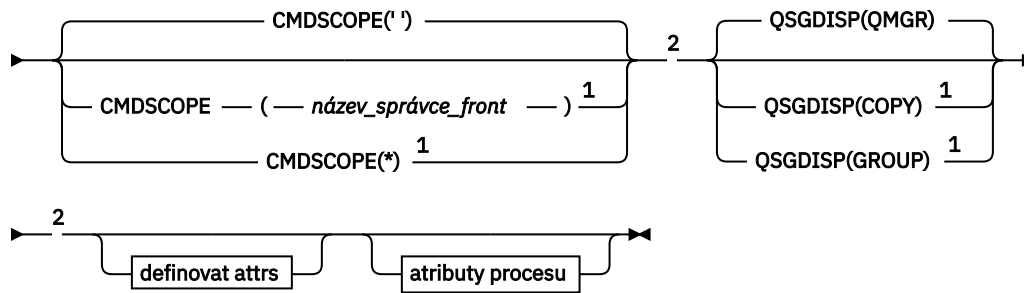 CMDSCOPE(' ')
2
QSGDISP(QMGR)
CMDSCOPE ( název_správce_front ) 1
QSGDISP(COPY) 1
CMDSCOPE(*) 1
QSGDISP(GROUP) 1
2
definovat attrs
atributy procesu